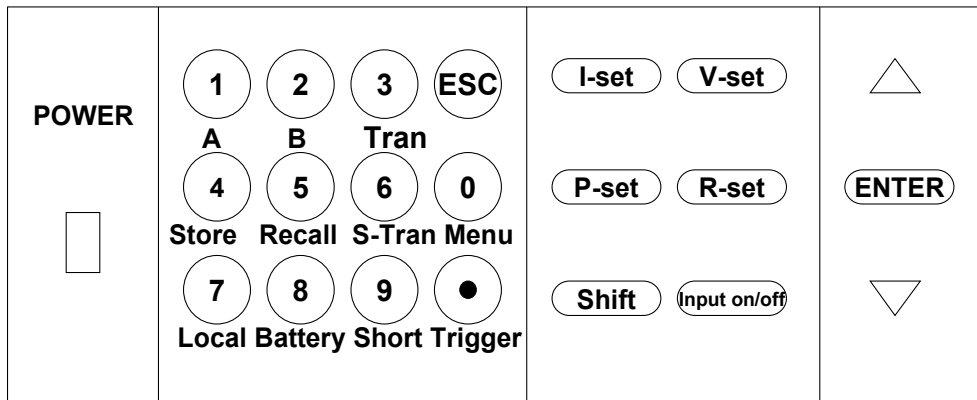 POWER
1 2 3 ESC
A B Tran
4 5 6 0
Store Recall S-Tran Menu
7 8 9
Local Battery Short Trigger
I-set V-set
P-set R-set
Shift Input on/off
ENTER